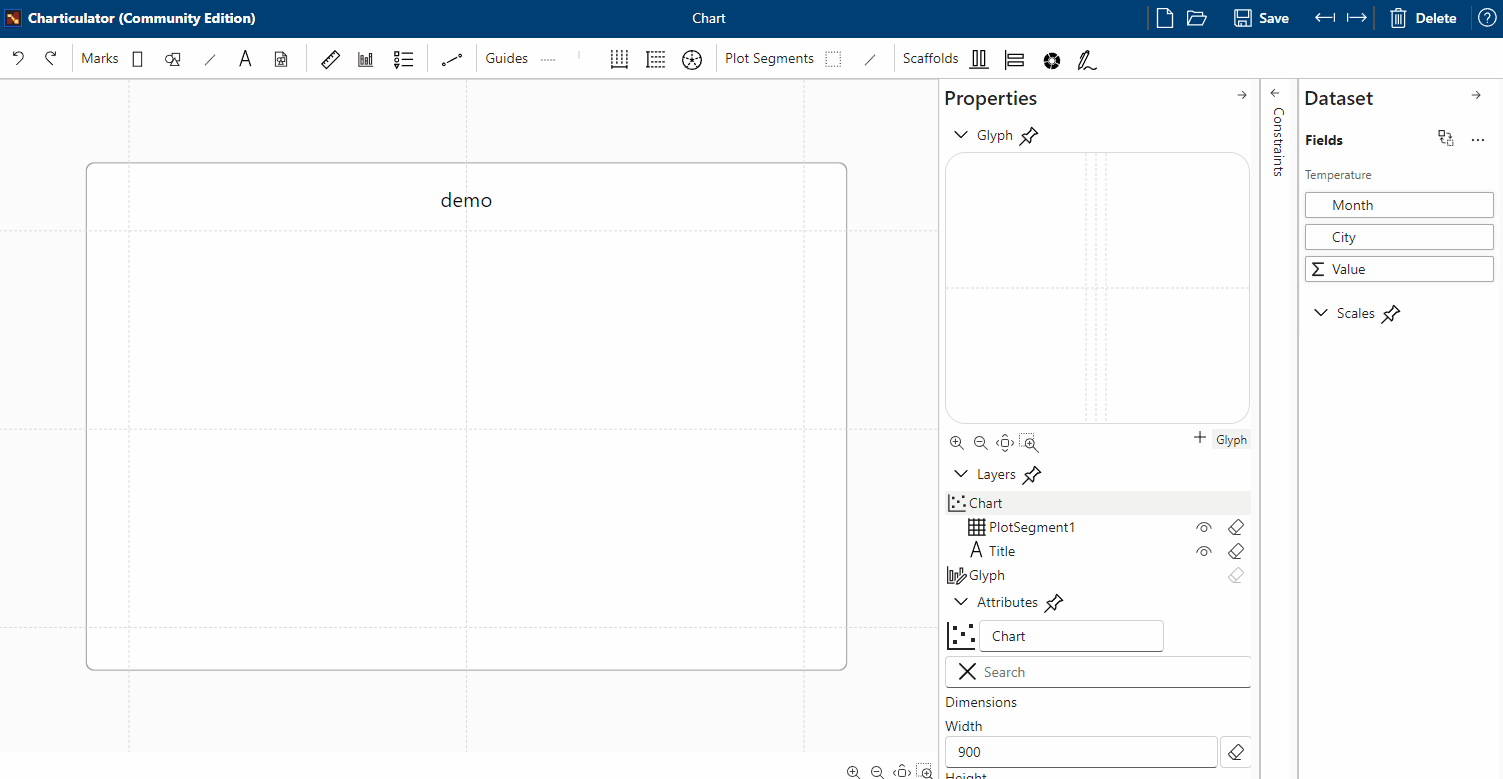 Charticulator (Community Edition)
Chart
Save
Delete
Marks
Guides
Plot Segments
Scaffolds
demo
Properties
Glyph
Glyph
Layers
Chart
PlotSegment1
Title
Glyph
Attributes
Chart
Search
Dimensions
Width
900
Height
Constraints
Dataset
Fields
Temperature
Month
City
Value
Scales